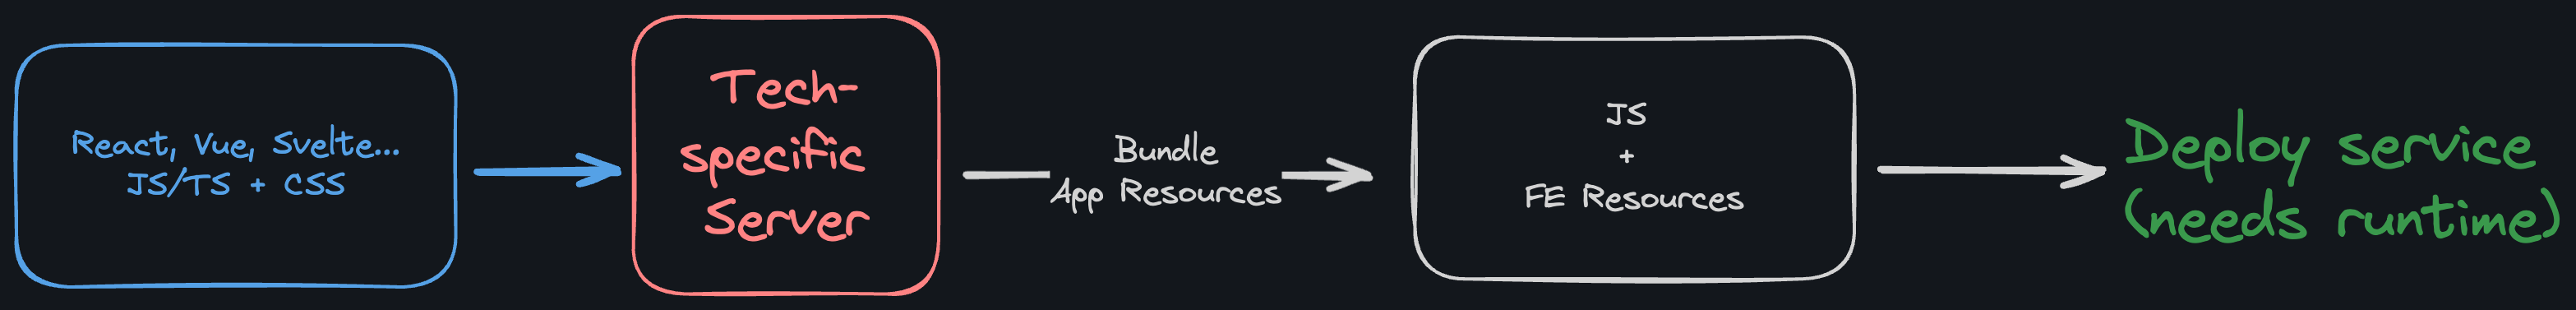 React, Vue, Svelte...
JS/TS + CSS
Tech-
specific
Server
Bundle
App Resources
JS
+
FE Resources
Deploy service
(needs runtime)